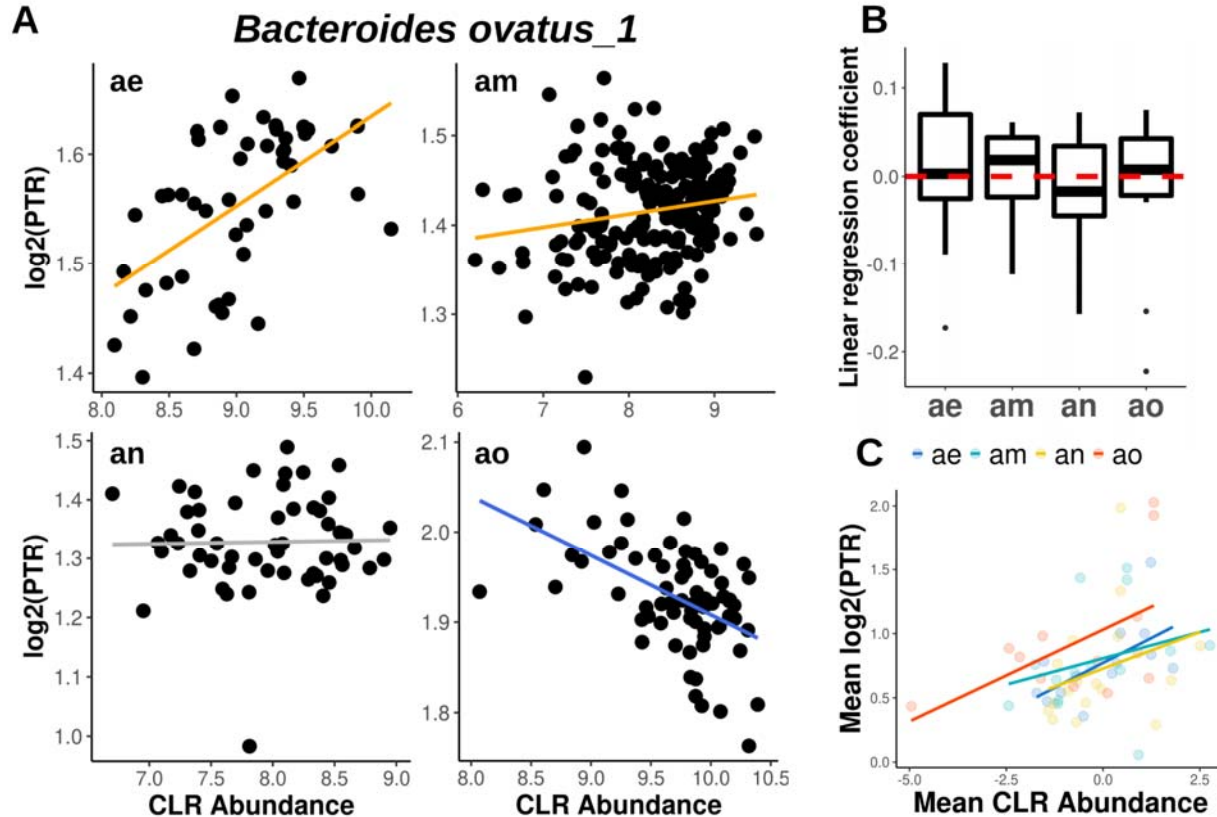 A
Bacteroides ovatus_1
ae
log2(PTR)
1.6
1.5
1.4
8.0 8.5 9.0 9.5 10.0
am
1.5
1.4
1.3
6 7 8 9
an
log2(PTR)
1.5
1.4
1.3
1.2
1.1
1.0
7.0 7.5 8.0 8.5 9.0
CLR Abundance
ao
2.1
2.0
1.9
1.8
8.0 8.5 9.0 9.5 10.0 10.5
CLR Abundance
B
Linear regression coefficient
0.1
0.0
-0.1
-0.2
ae am an ao
C
ae am an ao
Mean log2(PTR)
2.0
1.5
1.0
0.5
0.0
-5.0 -2.5 0.0 2.5
Mean CLR Abundance